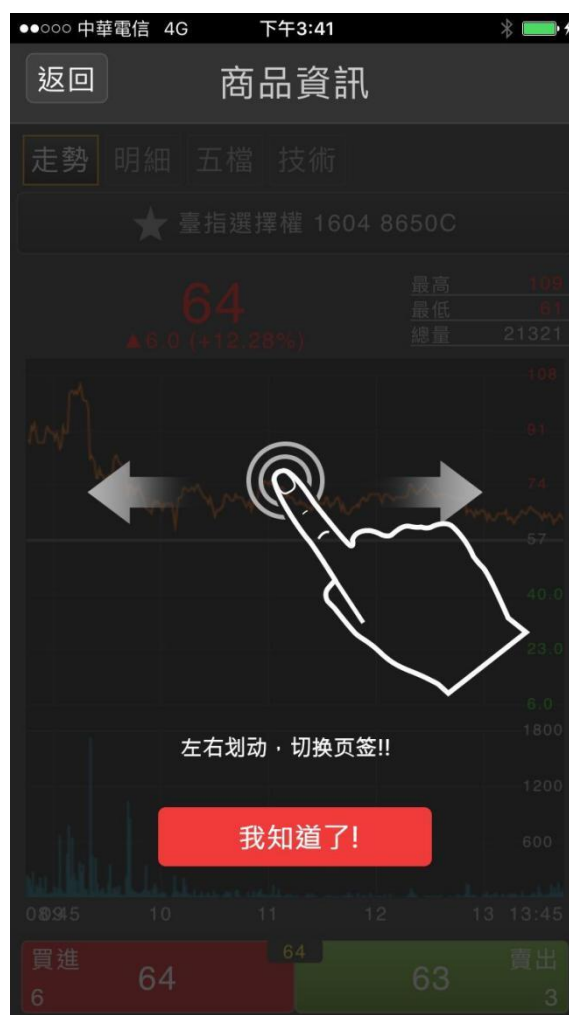 中華電信 4G 下午3:41
返回 商品資訊
走勢 明細 五檔 技術
臺指選擇權 1604 8650C
64
▲6.0 (+12.28%)
最高 109
最低 61
總量 21321
108
91
74
57
40.0
23.0
6.0
左右划动，切换页签!!
1800
1200
我知道了!
600
10 11 12 13 13:45
買進 64 賣出
64 63
6 3